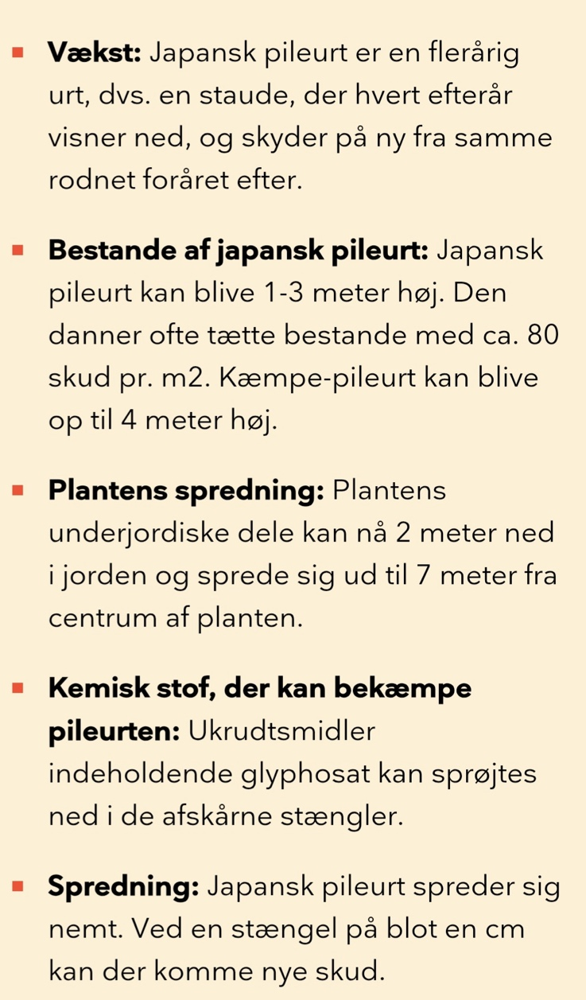 Vækst: Japansk pileurt er en flerårig
urt, dvs. en staude, der hvert efterår
visner ned, og skyder på ny fra samme
rodnet foråret efter.
Bestande af japansk pileurt: Japansk
pileurt kan blive 1-3 meter høj. Den
danner ofte tætte bestande med ca. 80
skud pr. m2. Kæmpe-pileurt kan blive
op til 4 meter høj.
Plantens spredning: Plantens
underjordiske dele kan nå 2 meter ned
i jorden og sprede sig ud til 7 meter fra
centrum af planten.
Kemisk stof, der kan bekæmpe
pileurten: Ukrudtsmidler
indeholdende glyphosat kan sprøjtes
ned i de afskårne stængler.
Spredning: Japansk pileurt spreder sig
nemt. Ved en stængel på blot en cm
kan der komme nye skud.